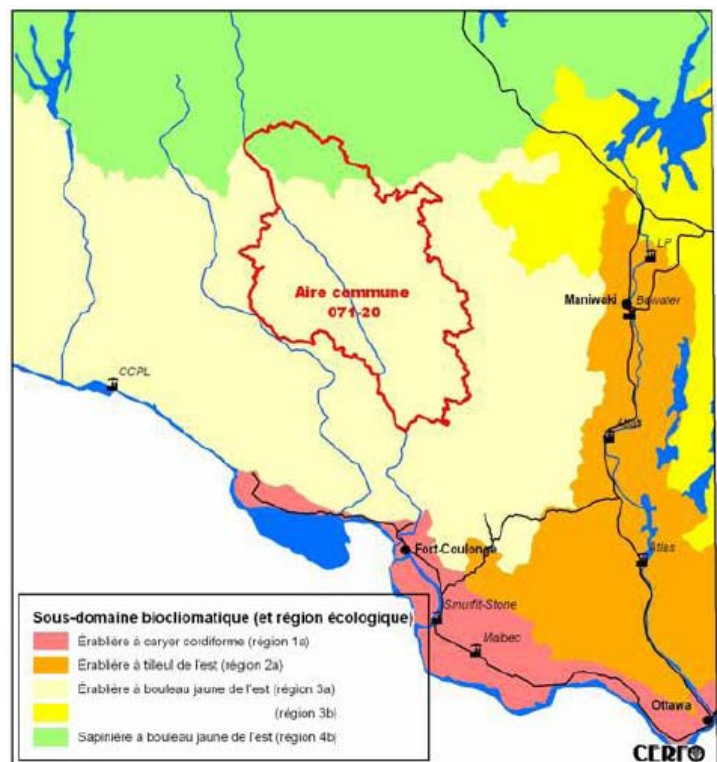 LP
Maniwaki
Bowater
Aire commune
071-20
CCPL
Atlas
Fort-Coulonge
Atlas
Smurfit-Stone
Malbec
Ottawa
Sous-domaine bioclimatique (et région écologique)
Érablière à caryer cordiforme (région 1a)
Érablière à tilleul de l'est (région 2a)
Érablière à bouleau jaune de l'est (région 3a)
(région 3b)
Sapinière à bouleau jaune de l'est (région 4b)
CERFO